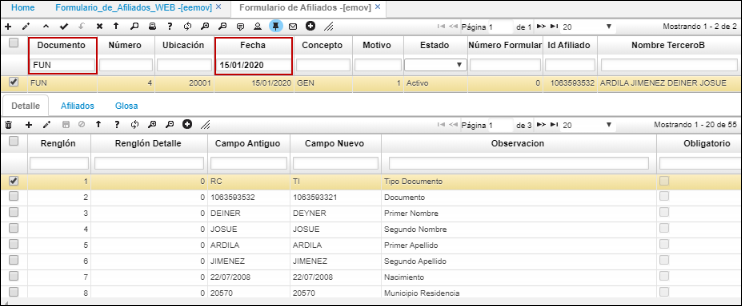 Home Formulario_de_Afiliados_WEB -[eemov] Formulario de Afiliados -[emov]
Página 1 de 1 20 Mostrando 1 - 2 de 2
Documento Número Ubicación Fecha Concepto Motivo Estado Número Formular Id Afiliado Nombre TerceroB
FUN 15/01/2020
FUN 4 20001 15/01/2020 GEN 1 Activo 0 1063593532 ARDILA JIMENEZ DEINER JOSUE
Detalle Afiliados Glosa
Página 1 de 3 20 Mostrando 1 - 20 de 55
Renglón Renglón Detalle Campo Antiguo Campo Nuevo Observacion Obligatorio
1 0 RC TI Tipo Documento
2 0 1063593532 1063593321 Documento
3 0 DEINER DEYNER Primer Nombre
4 0 JOSUE JOSUE Segundo Nombre
5 0 ARDILA ARDILA Primer Apellido
6 0 JIMENEZ JIMENEZ Segundo Apellido
7 0 22/07/2008 22/07/2008 Nacimiento
8 0 20570 20570 Municipio Residencia